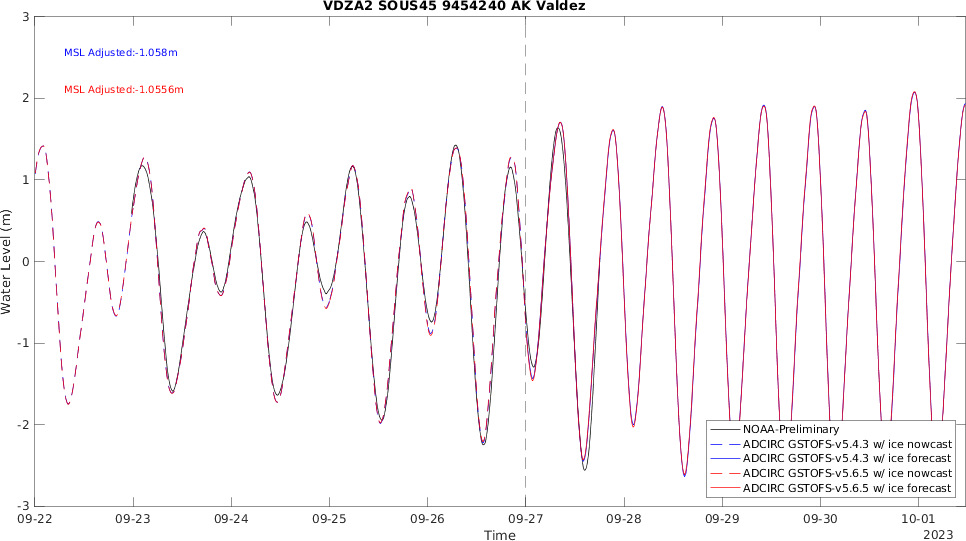 VDZA2 SOUS45 9454240 AK Valdez
3
MSL Adjusted:-1.058m
MSL Adjusted:-1.0556m
2
1
0
-1
-2
-3
Water Level (m)
NOAA-Preliminary
ADCIRC GSTOFS-v5.4.3 w/ ice nowcast
ADCIRC GSTOFS-v5.4.3 w/ ice forecast
ADCIRC GSTOFS-v5.6.5 w/ ice nowcast
ADCIRC GSTOFS-v5.6.5 w/ ice forecast
09-22 09-23 09-24 09-25 09-26 09-27 09-28 09-29 09-30 10-01
2023
Time